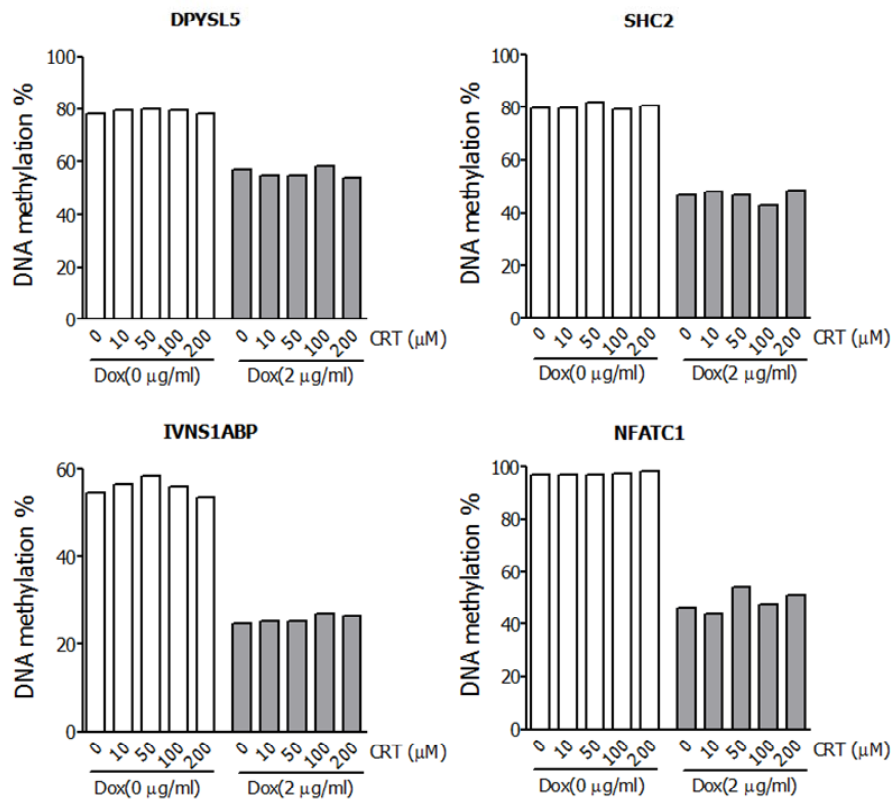 DPYSL5
DNA methylation %
100
80
60
40
20
0
0 10 50 100 200 CRT (μM)
Dox(0 μg/ml) Dox(2 μg/ml)
0 10 50 100 200
SHC2
DNA methylation %
100
80
60
40
20
0
0 10 50 100 200 0 10 50 100 200 CRT (μM)
Dox(0 μg/ml) Dox(2 μg/ml)
IVNS1ABP
DNA methylation %
60
40
20
0
0 10 50 100 200 0 10 50 100 200 CRT (μM)
Dox(0 μg/ml) Dox(2 μg/ml)
NFATC1
DNA methylation %
100
80
60
40
20
0
0 10 50 100 200 0 10 50 100 200 CRT (μM)
Dox(0 μg/ml) Dox(2 μg/ml)